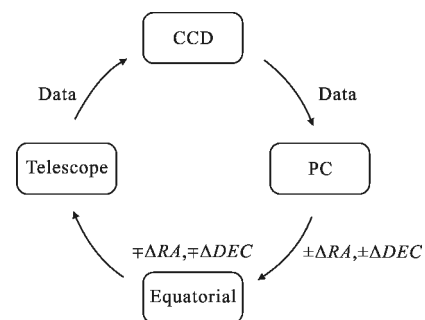 CCD
Data
Data
Telescope
PC
∓ΔRA,∓ΔDEC
±ΔRA,±ΔDEC
Equatorial